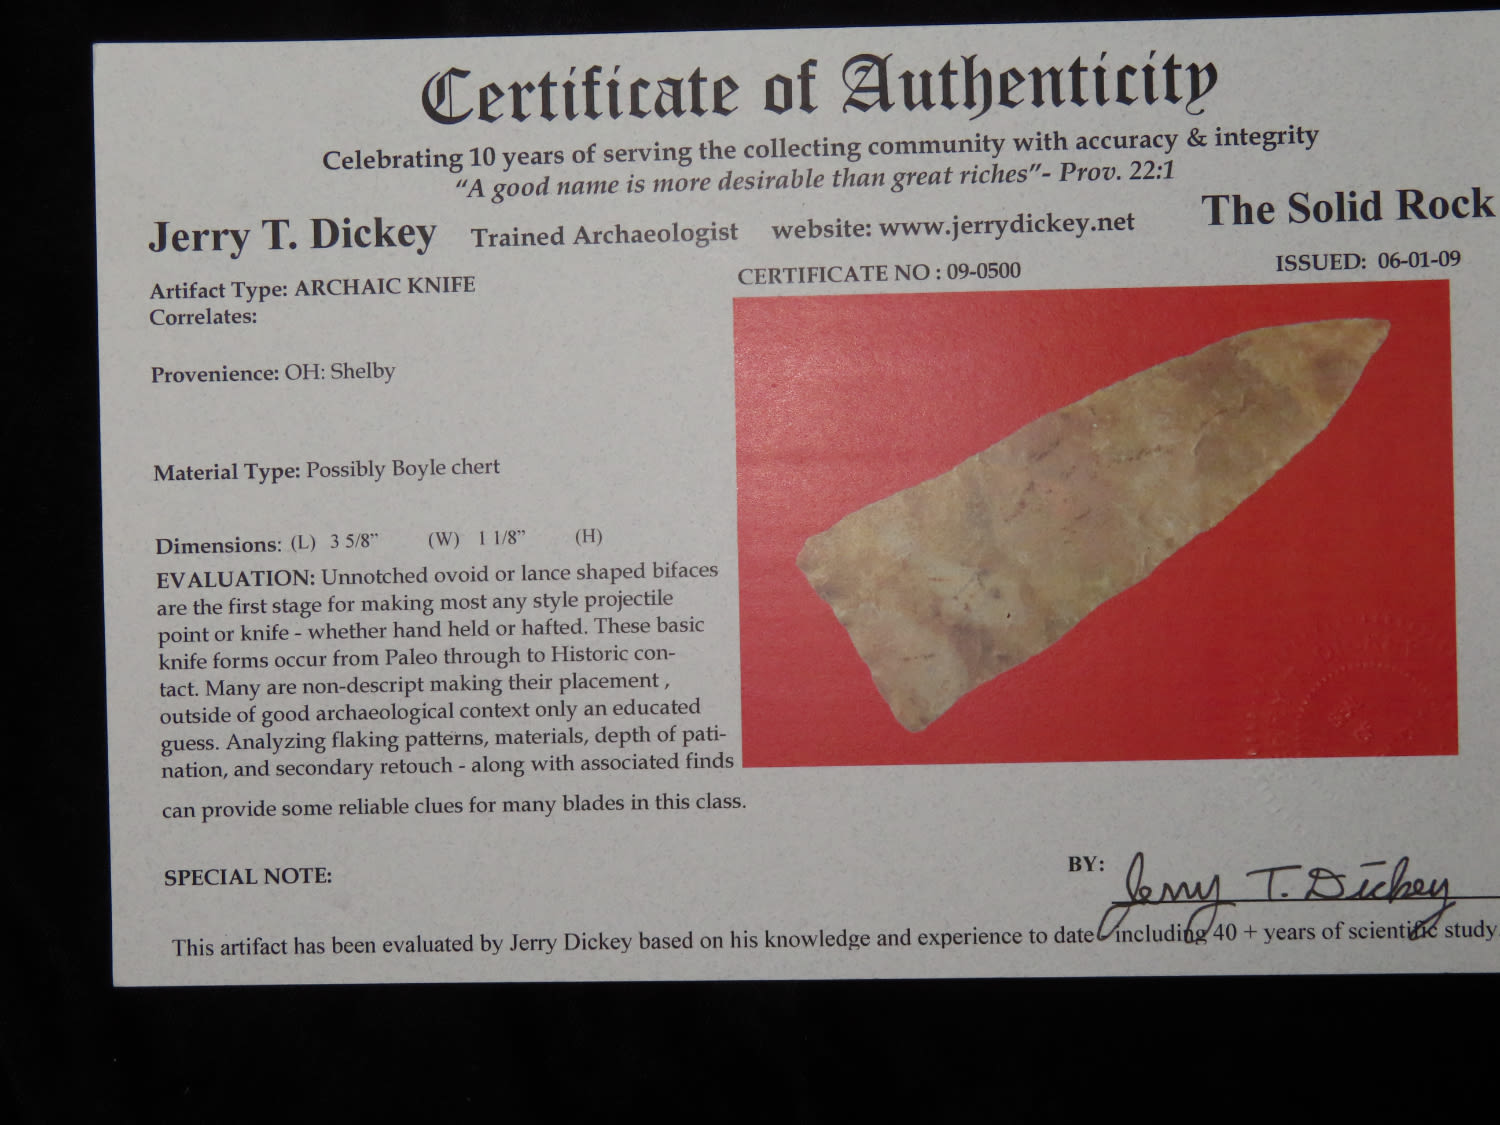 Certificate of Authenticity
Celebrating 10 years of serving the collecting community with accuracy & integrity
"A good name is more desirable than great riches"- Prov. 22:1
Jerry T. Dickey Trained Archaeologist website: www.jerrydickey.net The Solid Rock
Artifact Type: ARCHAIC KNIFE CERTIFICATE NO : 09-0500 ISSUED: 06-01-09
Correlates:
Provenience: OH: Shelby
Material Type: Possibly Boyle chert
Dimensions: (L) 3 5/8" (W) 1 1/8" (H)
EVALUATION: Unnotched ovoid or lance shaped bifaces
are the first stage for making most any style projectile
point or knife - whether hand held or hafted. These basic
knife forms occur from Paleo through to Historic con-
tact. Many are non-descript making their placement ,
outside of good archaeological context only an educated
guess. Analyzing flaking patterns, materials, depth of pati-
nation, and secondary retouch - along with associated finds
can provide some reliable clues for many blades in this class.
SPECIAL NOTE:
BY: Jerry T. Dickey
This artifact has been evaluated by Jerry Dickey based on his knowledge and experience to date including 40 + years of scientific study